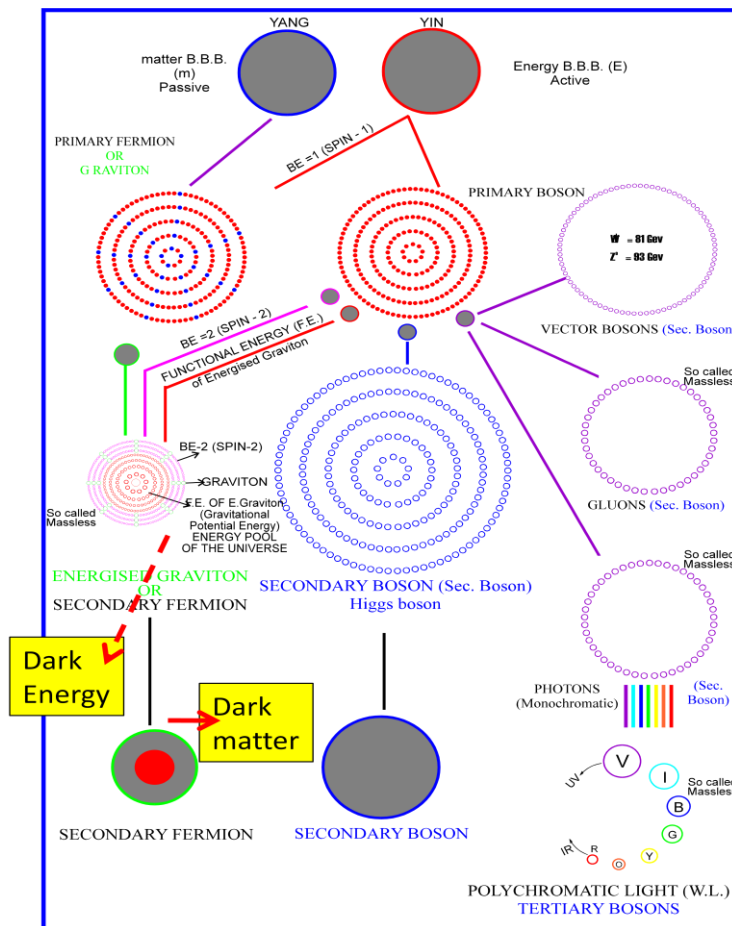 YANG
YIN
matter B.B.B.
(m)
Passive
Energy B.B.B. (E)
Active
PRIMARY FERMION
OR
G RAVITON
BE =1 (SPIN - 1)
PRIMARY BOSON
= 81 Gev
= 93 Gev
VECTOR BOSONS (Sec. Boson)
BE =2 (SPIN - 2)
FUNCTIONAL ENERGY (F.E.)
of Energised Graviton
So called
Massless
GLUONS (Sec. Boson)
BE-2 (SPIN-2)
GRAVITON
F.E. OF E.Graviton
(Gravitational
Potential Energy)
ENERGY POOL
OF THE UNIVERSE
So called
Massless
ENERGISED GRAVITON
OR
SECONDARY FERMION
SECONDARY BOSON (Sec. Boson)
Higgs boson
So called
Massless
PHOTONS
(Monochromatic)
(Sec.
Boson)
Dark
Energy
Dark
matter
SECONDARY FERMION
SECONDARY BOSON
UV
V
I
So called
Massless
B
G
Y
O
R
IR
POLYCHROMATIC LIGHT (W.L.)
TERTIARY BOSONS